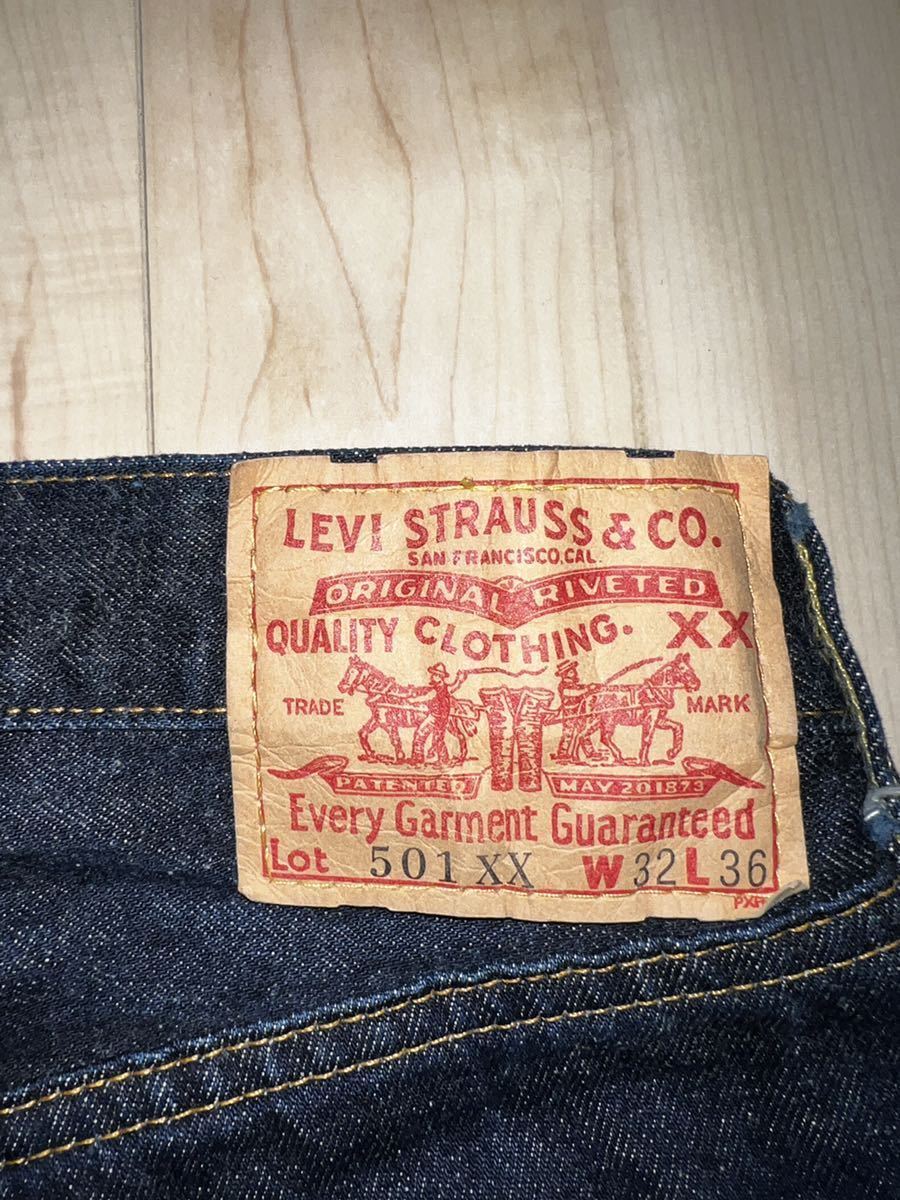 LEVI STRAUSS & CO.
SAN FRANCISCO, CAL.
ORIGINAL RIVETED
QUALITY CLOTHING. XX
TRADE MARK
PATENTED MAY 20 1873
Every Garment Guaranteed
Lot 501 XX W 32 L 36